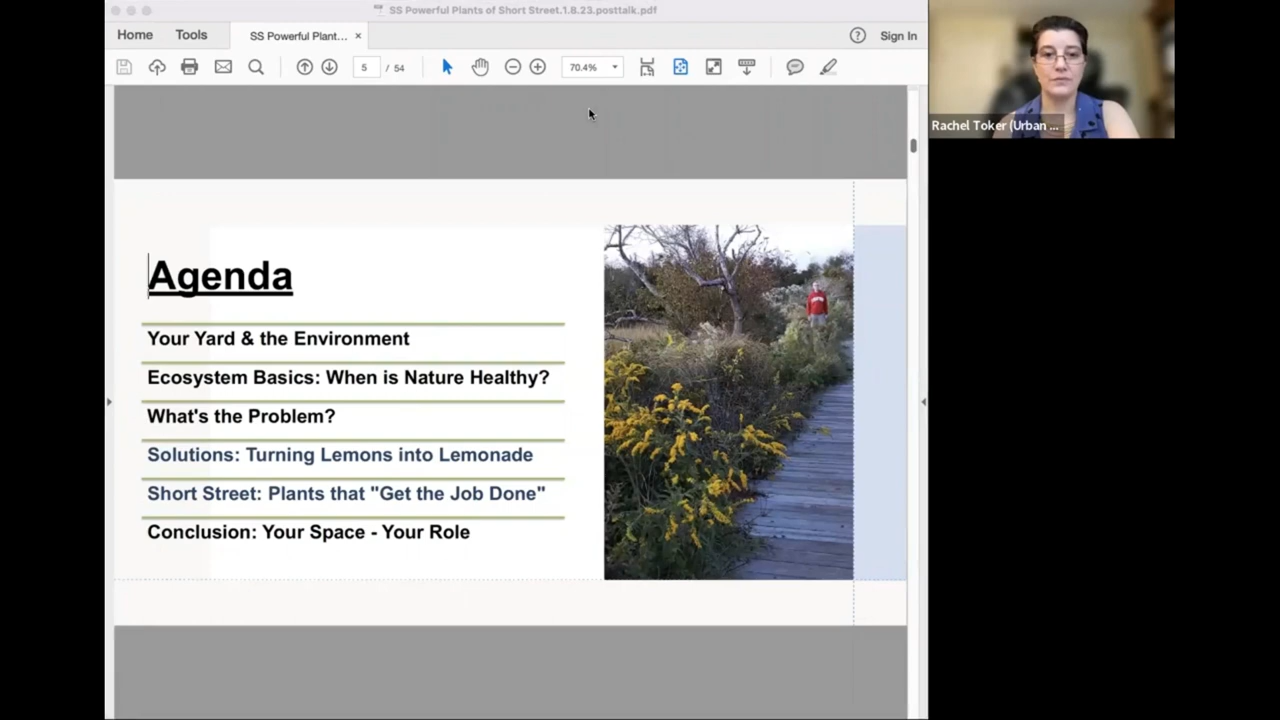 SS Powerful Plants of Short Street.1.8.23.posttalk.pdf
Home Tools SS Powerful Plant... × ? Sign In
5 / 54 70.4%
Rachel Toker (Urban ...
Agenda
Your Yard & the Environment
Ecosystem Basics: When is Nature Healthy?
What's the Problem?
Solutions: Turning Lemons into Lemonade
Short Street: Plants that "Get the Job Done"
Conclusion: Your Space - Your Role